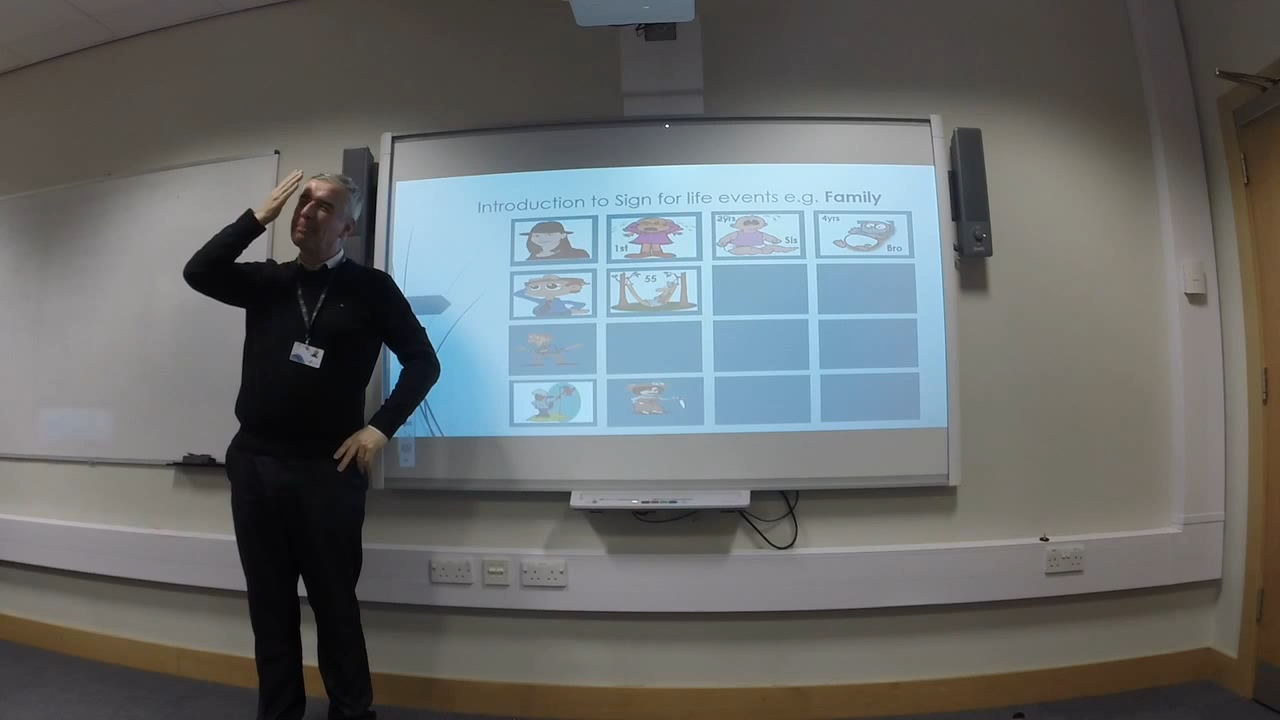 Introduction to Sign for life events e.g. Family
1st
2yrs
Sis
4yrs
Bro
55